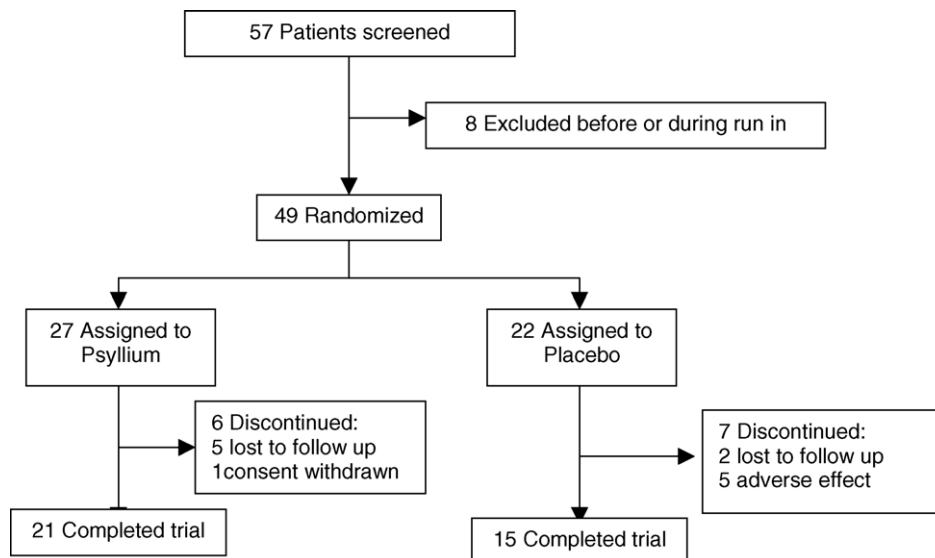 57 Patients screened
8 Excluded before or during run in
49 Randomized
27 Assigned to
Psyllium
22 Assigned to
Placebo
6 Discontinued:
5 lost to follow up
1consent withdrawn
7 Discontinued:
2 lost to follow up
5 adverse effect
21 Completed trial
15 Completed trial